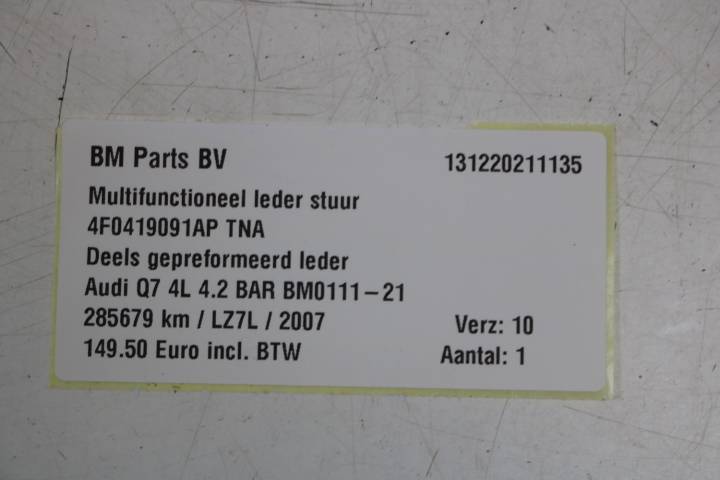 BM Parts BV 131220211135
Multifunctioneel leder stuur
4F0419091AP TNA
Deels gepreformeerd leder
Audi Q7 4L 4.2 BAR BM0111-21
285679 km / LZ7L / 2007 Verz: 10
149.50 Euro incl. BTW Aantal: 1